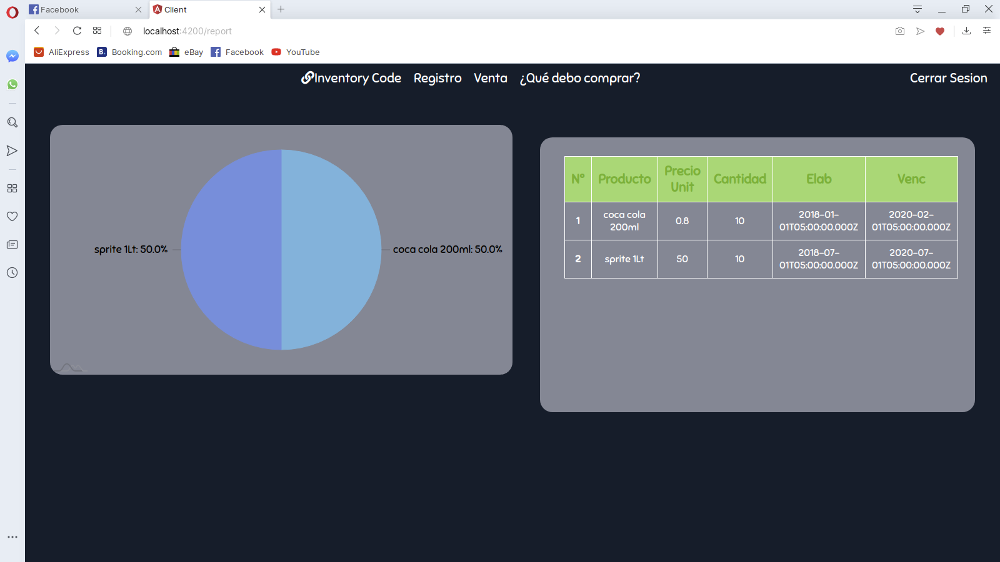 Facebook
Client
localhost:4200/report
AliExpress
B. Booking.com
eBay
Facebook
YouTube
Inventory Code Registro Venta ¿Qué debo comprar? Cerrar Sesion
sprite 1Lt: 50.0%
coca cola 200ml: 50.0%
N° Producto Precio Unit Cantidad Elab Venc
1 coca cola 200ml 0.8 10 2018-01-01T05:00:00.000Z 2020-02-01T05:00:00.000Z
2 sprite 1Lt 50 10 2018-07-01T05:00:00.000Z 2020-07-01T05:00:00.000Z